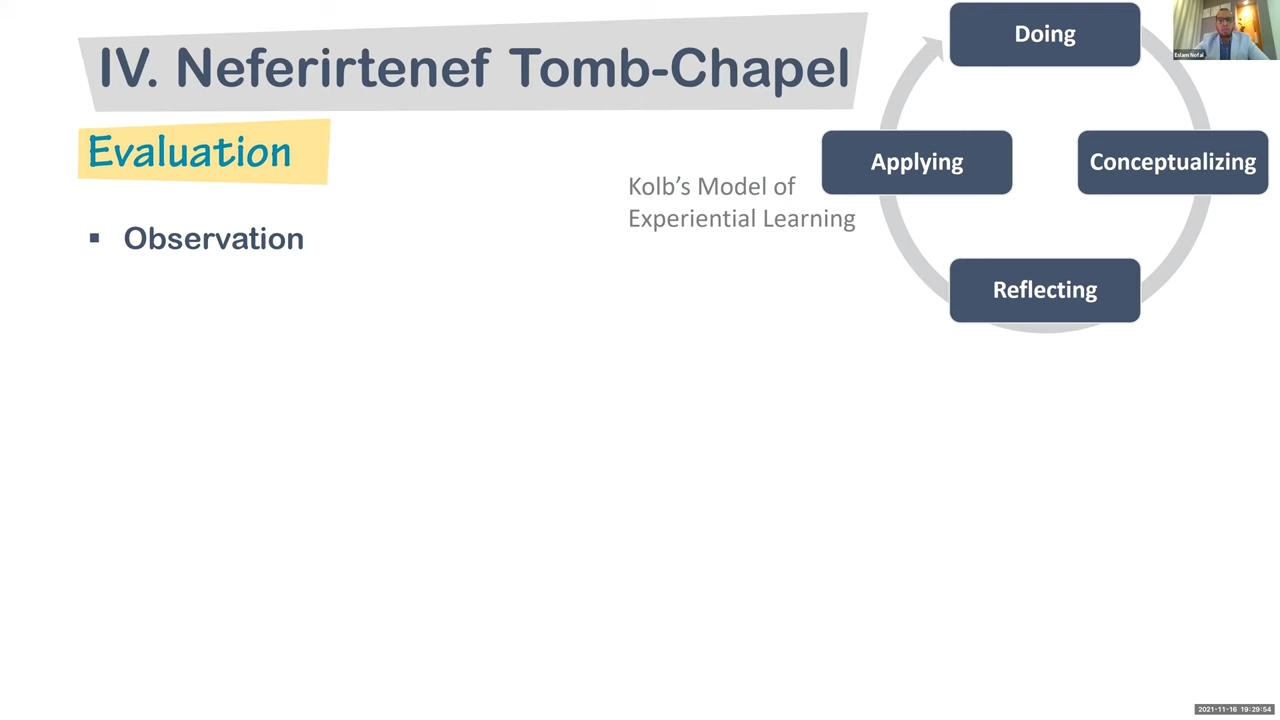 IV. Neferirtenef Tomb-Chapel
Evaluation
▪ Observation
Kolb’s Model of
Experiential Learning
Doing
Conceptualizing
Reflecting
Applying
Eslam Nofal
2021-11-16 19:29:54